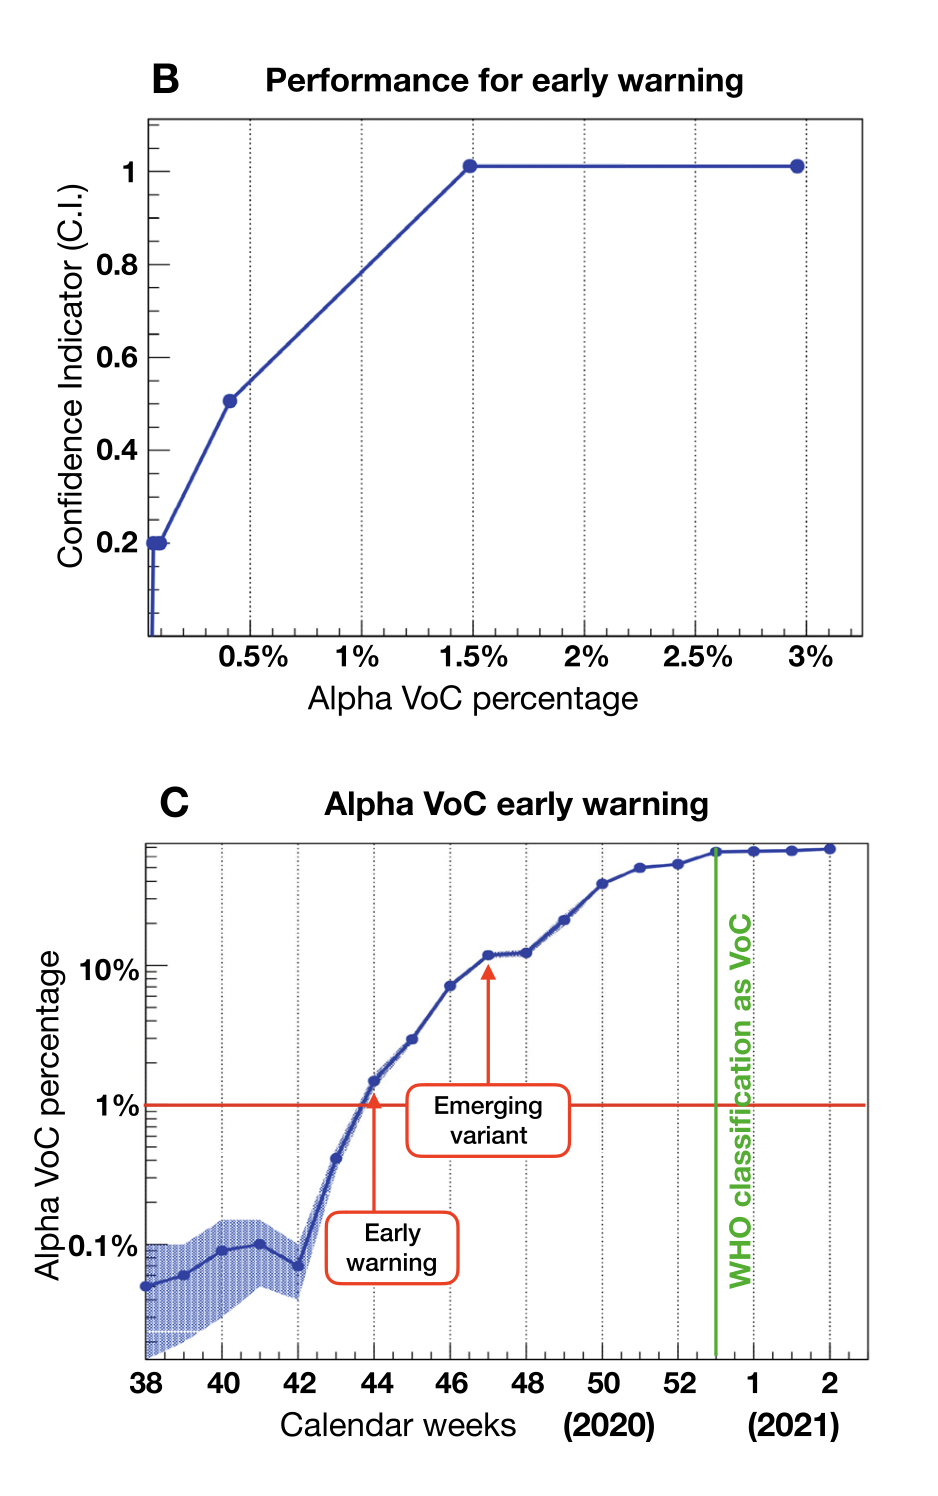 B
Performance for early warning
Confidence Indicator (C.I.)
1
0.8
0.6
0.4
0.2
0.5% 1% 1.5% 2% 2.5% 3%
Alpha VoC percentage
C
Alpha VoC early warning
Alpha VoC percentage
10%
1%
0.1%
Emerging
variant
Early
warning
WHO classification as VoC
38 40 42 44 46 48 50 52 1 2
Calendar weeks (2020) (2021)